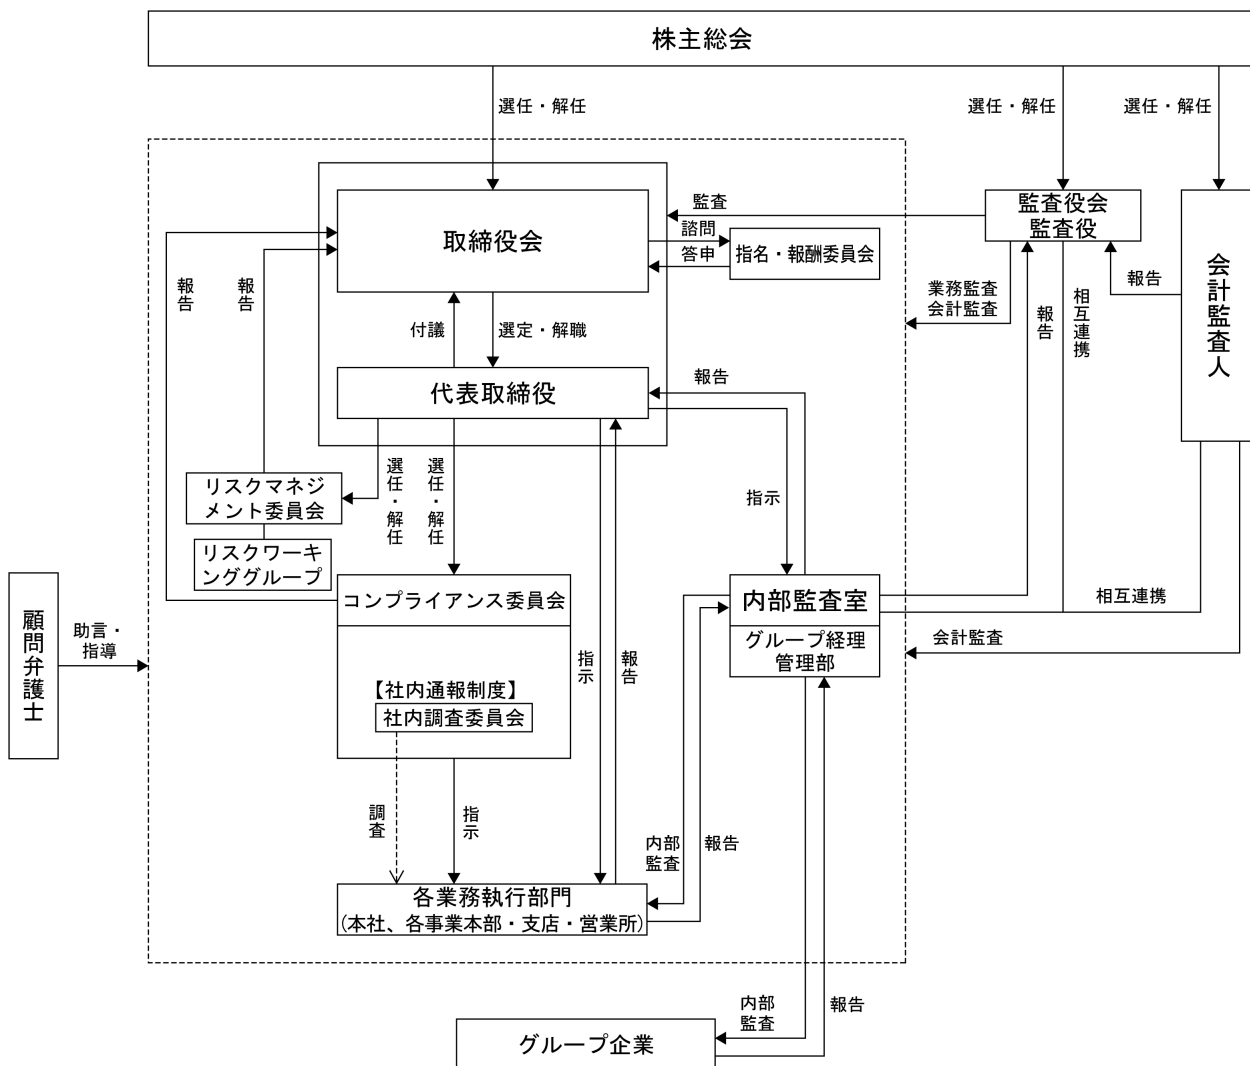 株主総会
選任・解任
選任・解任
選任・解任
取締役会
監査
諮問
答申
指名・報酬委員会
監査役会
監査役
会計監査人
報告
報告
報告
業務監査
会計監査
報告
相互連携
付議
選定・解職
代表取締役
報告
指示
リスクマネジ
メント委員会
リスクワーキ
ンググループ
選任・解任
選任・解任
コンプライアンス委員会
【社内通報制度】
社内調査委員会
内部監査室
グループ経理
管理部
相互連携
会計監査
顧問弁護士
助言・
指導
指示
報告
調査
指示
内部
監査
報告
各業務執行部門
(本社、各事業本部・支店・営業所)
内部
監査
報告
グループ企業